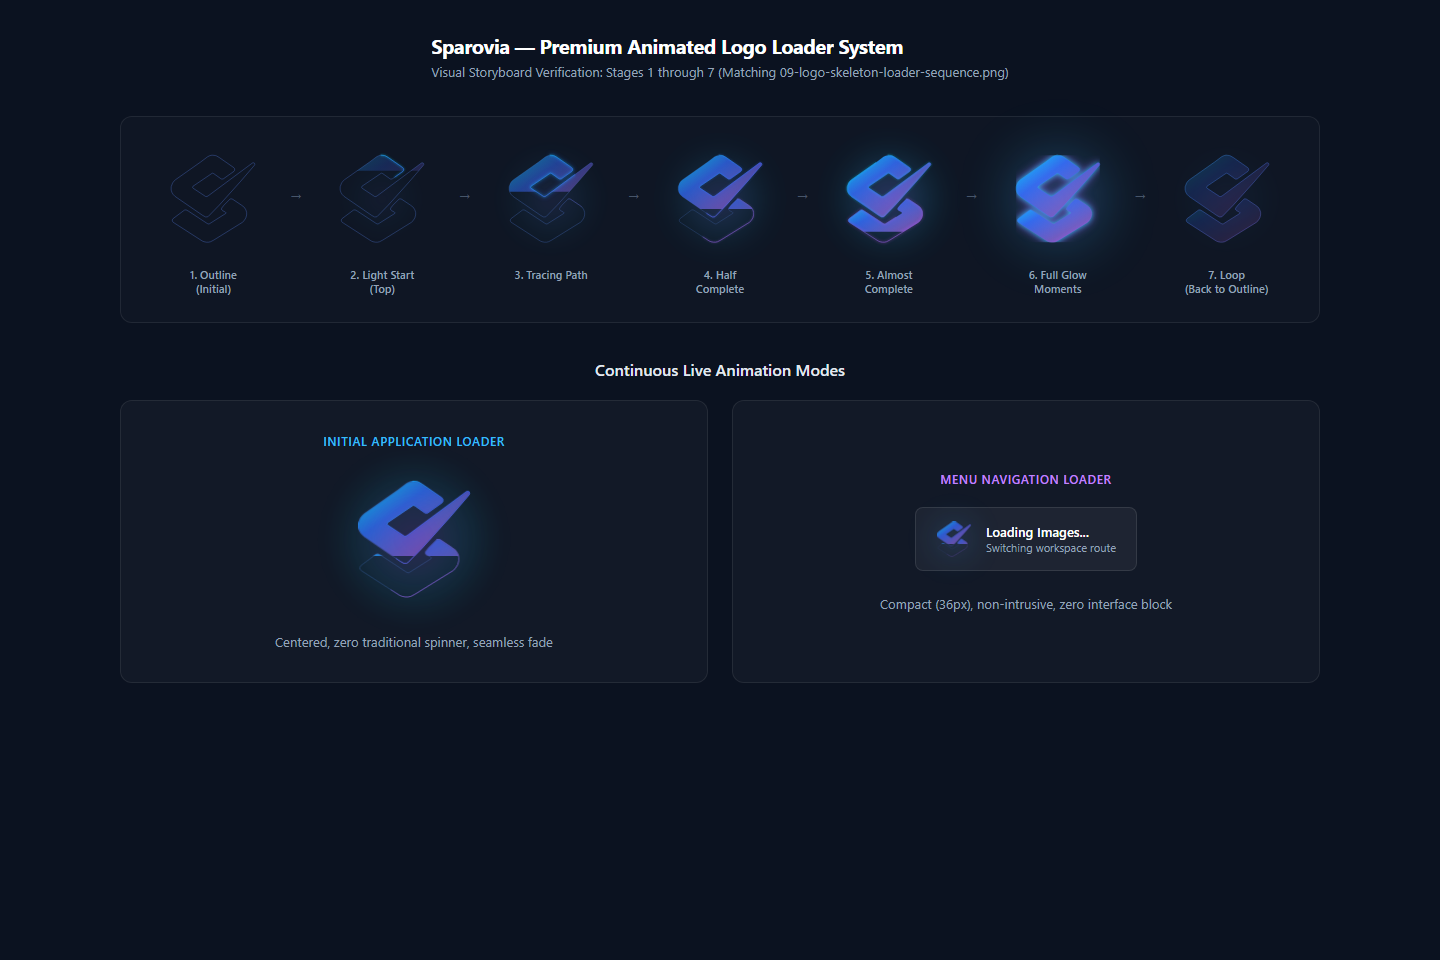 Sparovia — Premium Animated Logo Loader System
Visual Storyboard Verification: Stages 1 through 7 (Matching 09-logo-skeleton-loader-sequence.png)
→ → → → → →
1. Outline
(Initial)
2. Light Start
(Top)
3. Tracing Path
4. Half
Complete
5. Almost
Complete
6. Full Glow
Moments
7. Loop
(Back to Outline)
Continuous Live Animation Modes
INITIAL APPLICATION LOADER
Centered, zero traditional spinner, seamless fade
MENU NAVIGATION LOADER
Loading Images...
Switching workspace route
Compact (36px), non-intrusive, zero interface block